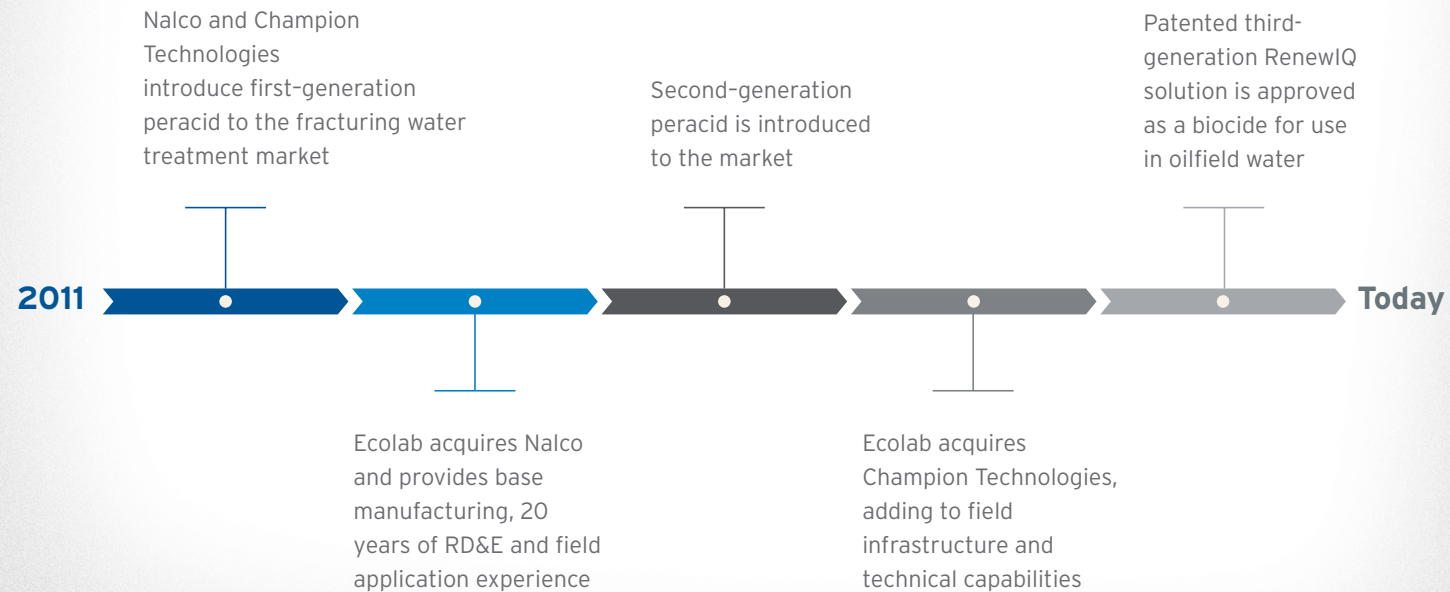 Nalco and Champion
Technologies
introduce first-generation
peracid to the fracturing water
treatment market
Second-generation
peracid is introduced
to the market
Patented third-
generation RenewIQ
solution is approved
as a biocide for use
in oilfield water
2011
Today
Ecolab acquires Nalco
and provides base
manufacturing, 20
years of RD&E and field
application experience
Ecolab acquires
Champion Technologies,
adding to field
infrastructure and
technical capabilities